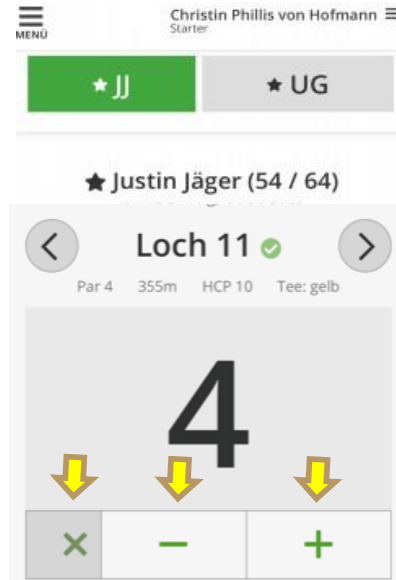 MENÜ
Christin Phillis von Hofmann
Starter
★ JJ
★ UG
★ Justin Jäger (54 / 64)
Loch 11
Par 4 355m HCP 10 Tee: gelb
4
× − +